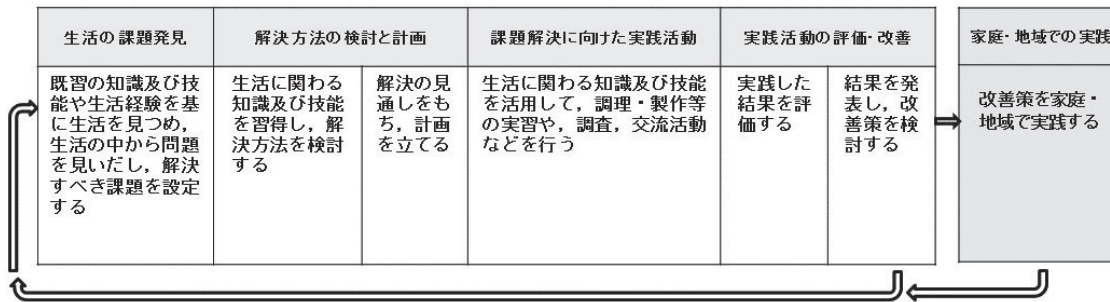 生活の課題発見
既習の知識及び技
能や生活経験を基
に生活を見つめ，
生活の中から問題
を見いだし，解決
すべき課題を設定
する
解決方法の検討と計画
生活に関わる
知識及び技能
を習得し，解
決方法を検討
する
解決の見
通しをも
ち，計画
を立てる
課題解決に向けた実践活動
生活に関わる知識及び技能
を活用して，調理・製作等
の実習や，調査，交流活動
などを行う
実践活動の評価・改善
実践した
結果を評
価する
結果を発
表し，改
善策を検
討する
家庭・地域での実践
改善策を家庭・
地域で実践する